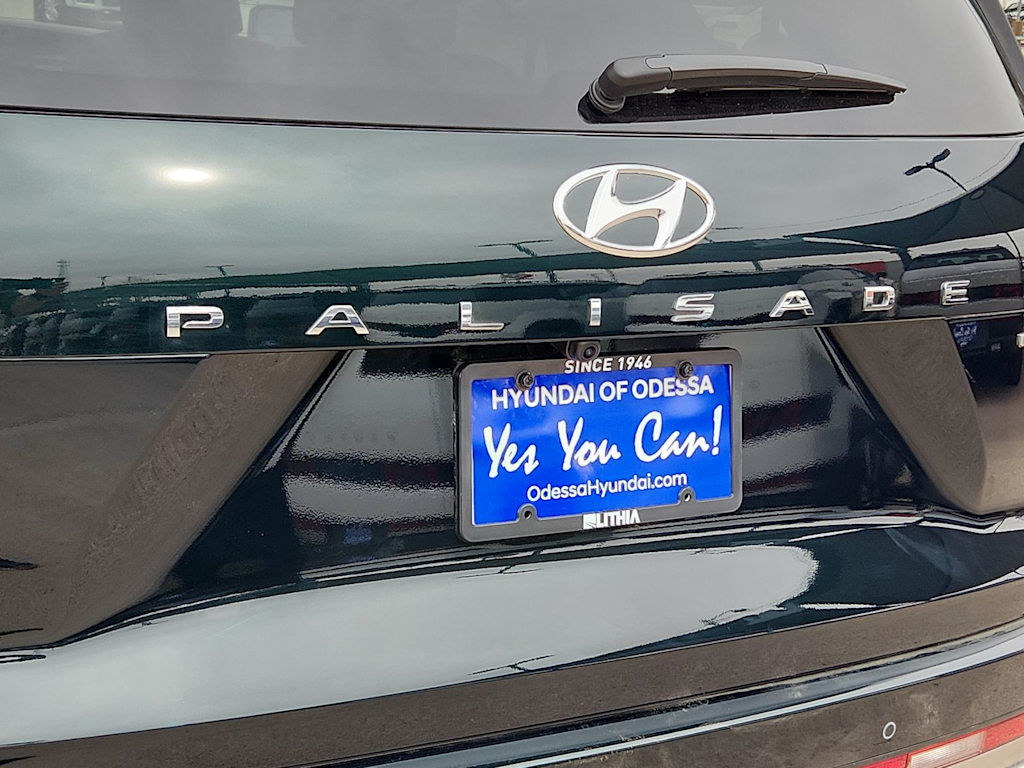 PALISADE
SINCE 1946
HYUNDAI OF ODESSA
Yes You Can!
OdessaHyundai.com
LITHIA